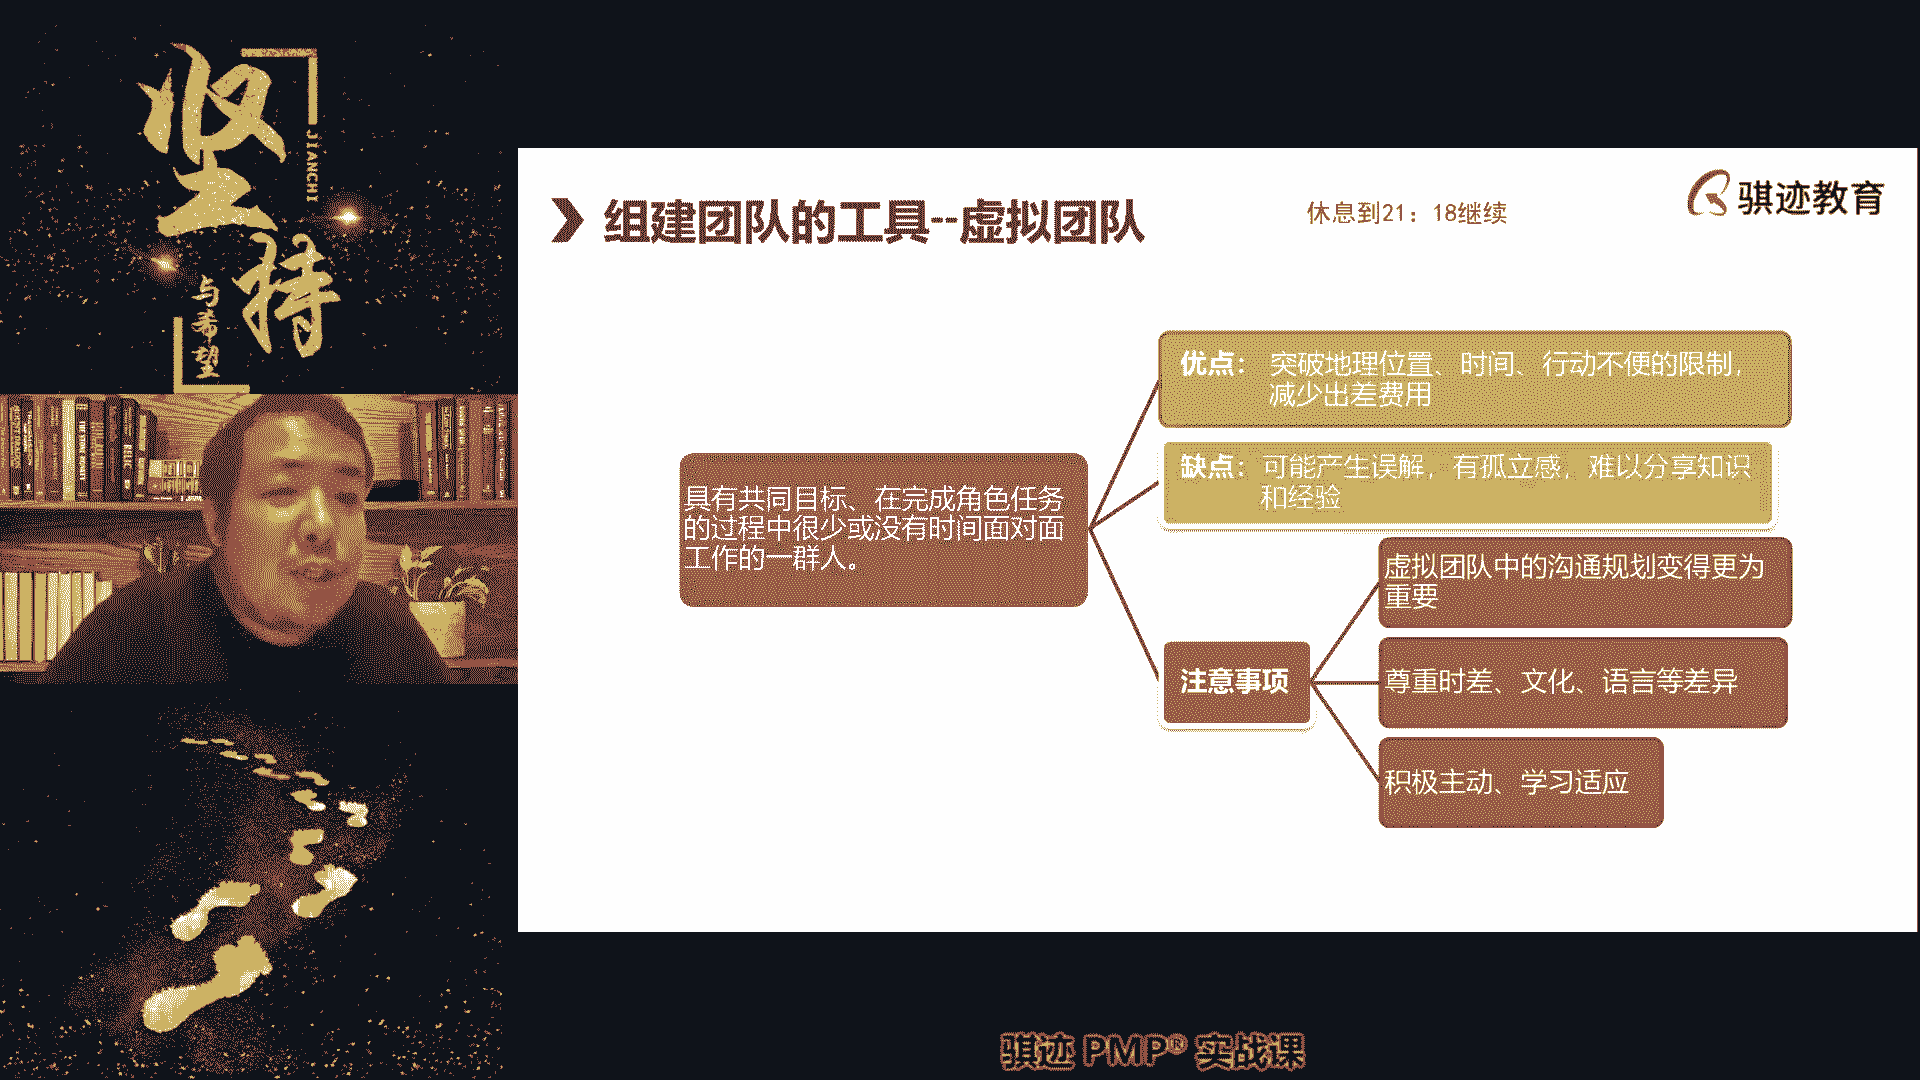 坚持
JIANCHI
与希望
组建团队的工具--虚拟团队
休息到21：18继续
骐迹教育
优点： 突破地理位置、时间、行动不便的限制，
减少出差费用
缺点： 可能产生误解，有孤立感，难以分享知识
和经验
具有共同目标、在完成角色任务
的过程中很少或没有时间面对面
工作的一群人。
注意事项
虚拟团队中的沟通规划变得更为
重要
尊重时差、文化、语言等差异
积极主动、学习适应
骐迹 PMP® 实战课